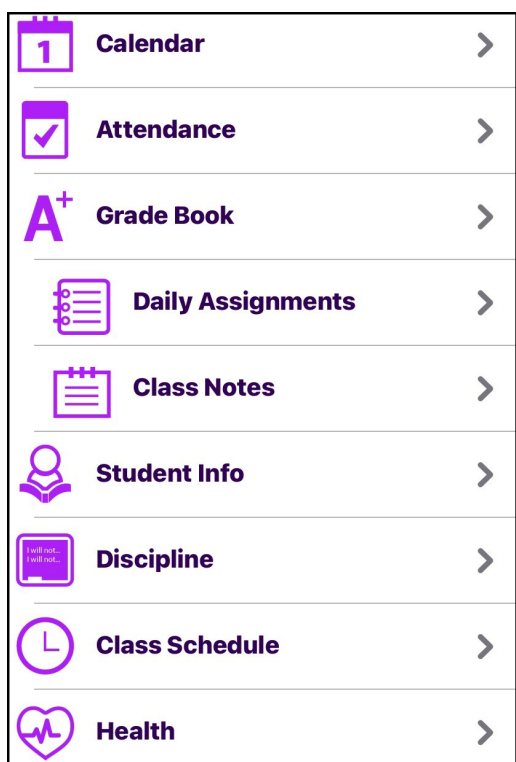 1
Calendar
Attendance
A+
Grade Book
Daily Assignments
Class Notes
Student Info
I will not...
I will not...
Discipline
Class Schedule
Health